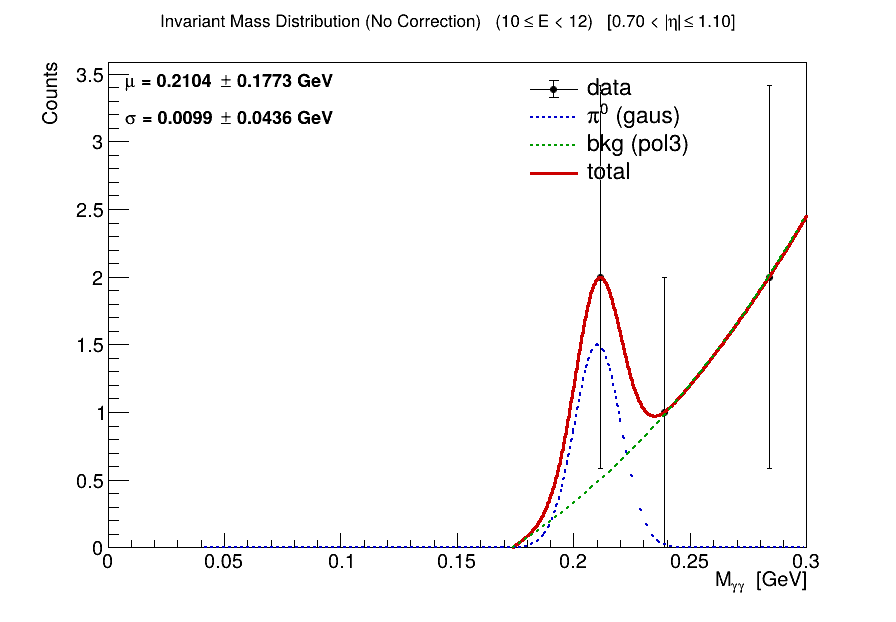 Invariant Mass Distribution (No Correction) (10 ≤ E < 12) [0.70 < |η| ≤ 1.10]
Counts
μ = 0.2104 ± 0.1773 GeV
σ = 0.0099 ± 0.0436 GeV
data
π⁰ (gaus)
bkg (pol3)
total
3.5
3
2.5
2
1.5
1
0.5
0
0 0.05 0.1 0.15 0.2 0.25 0.3
Mγγ [GeV]